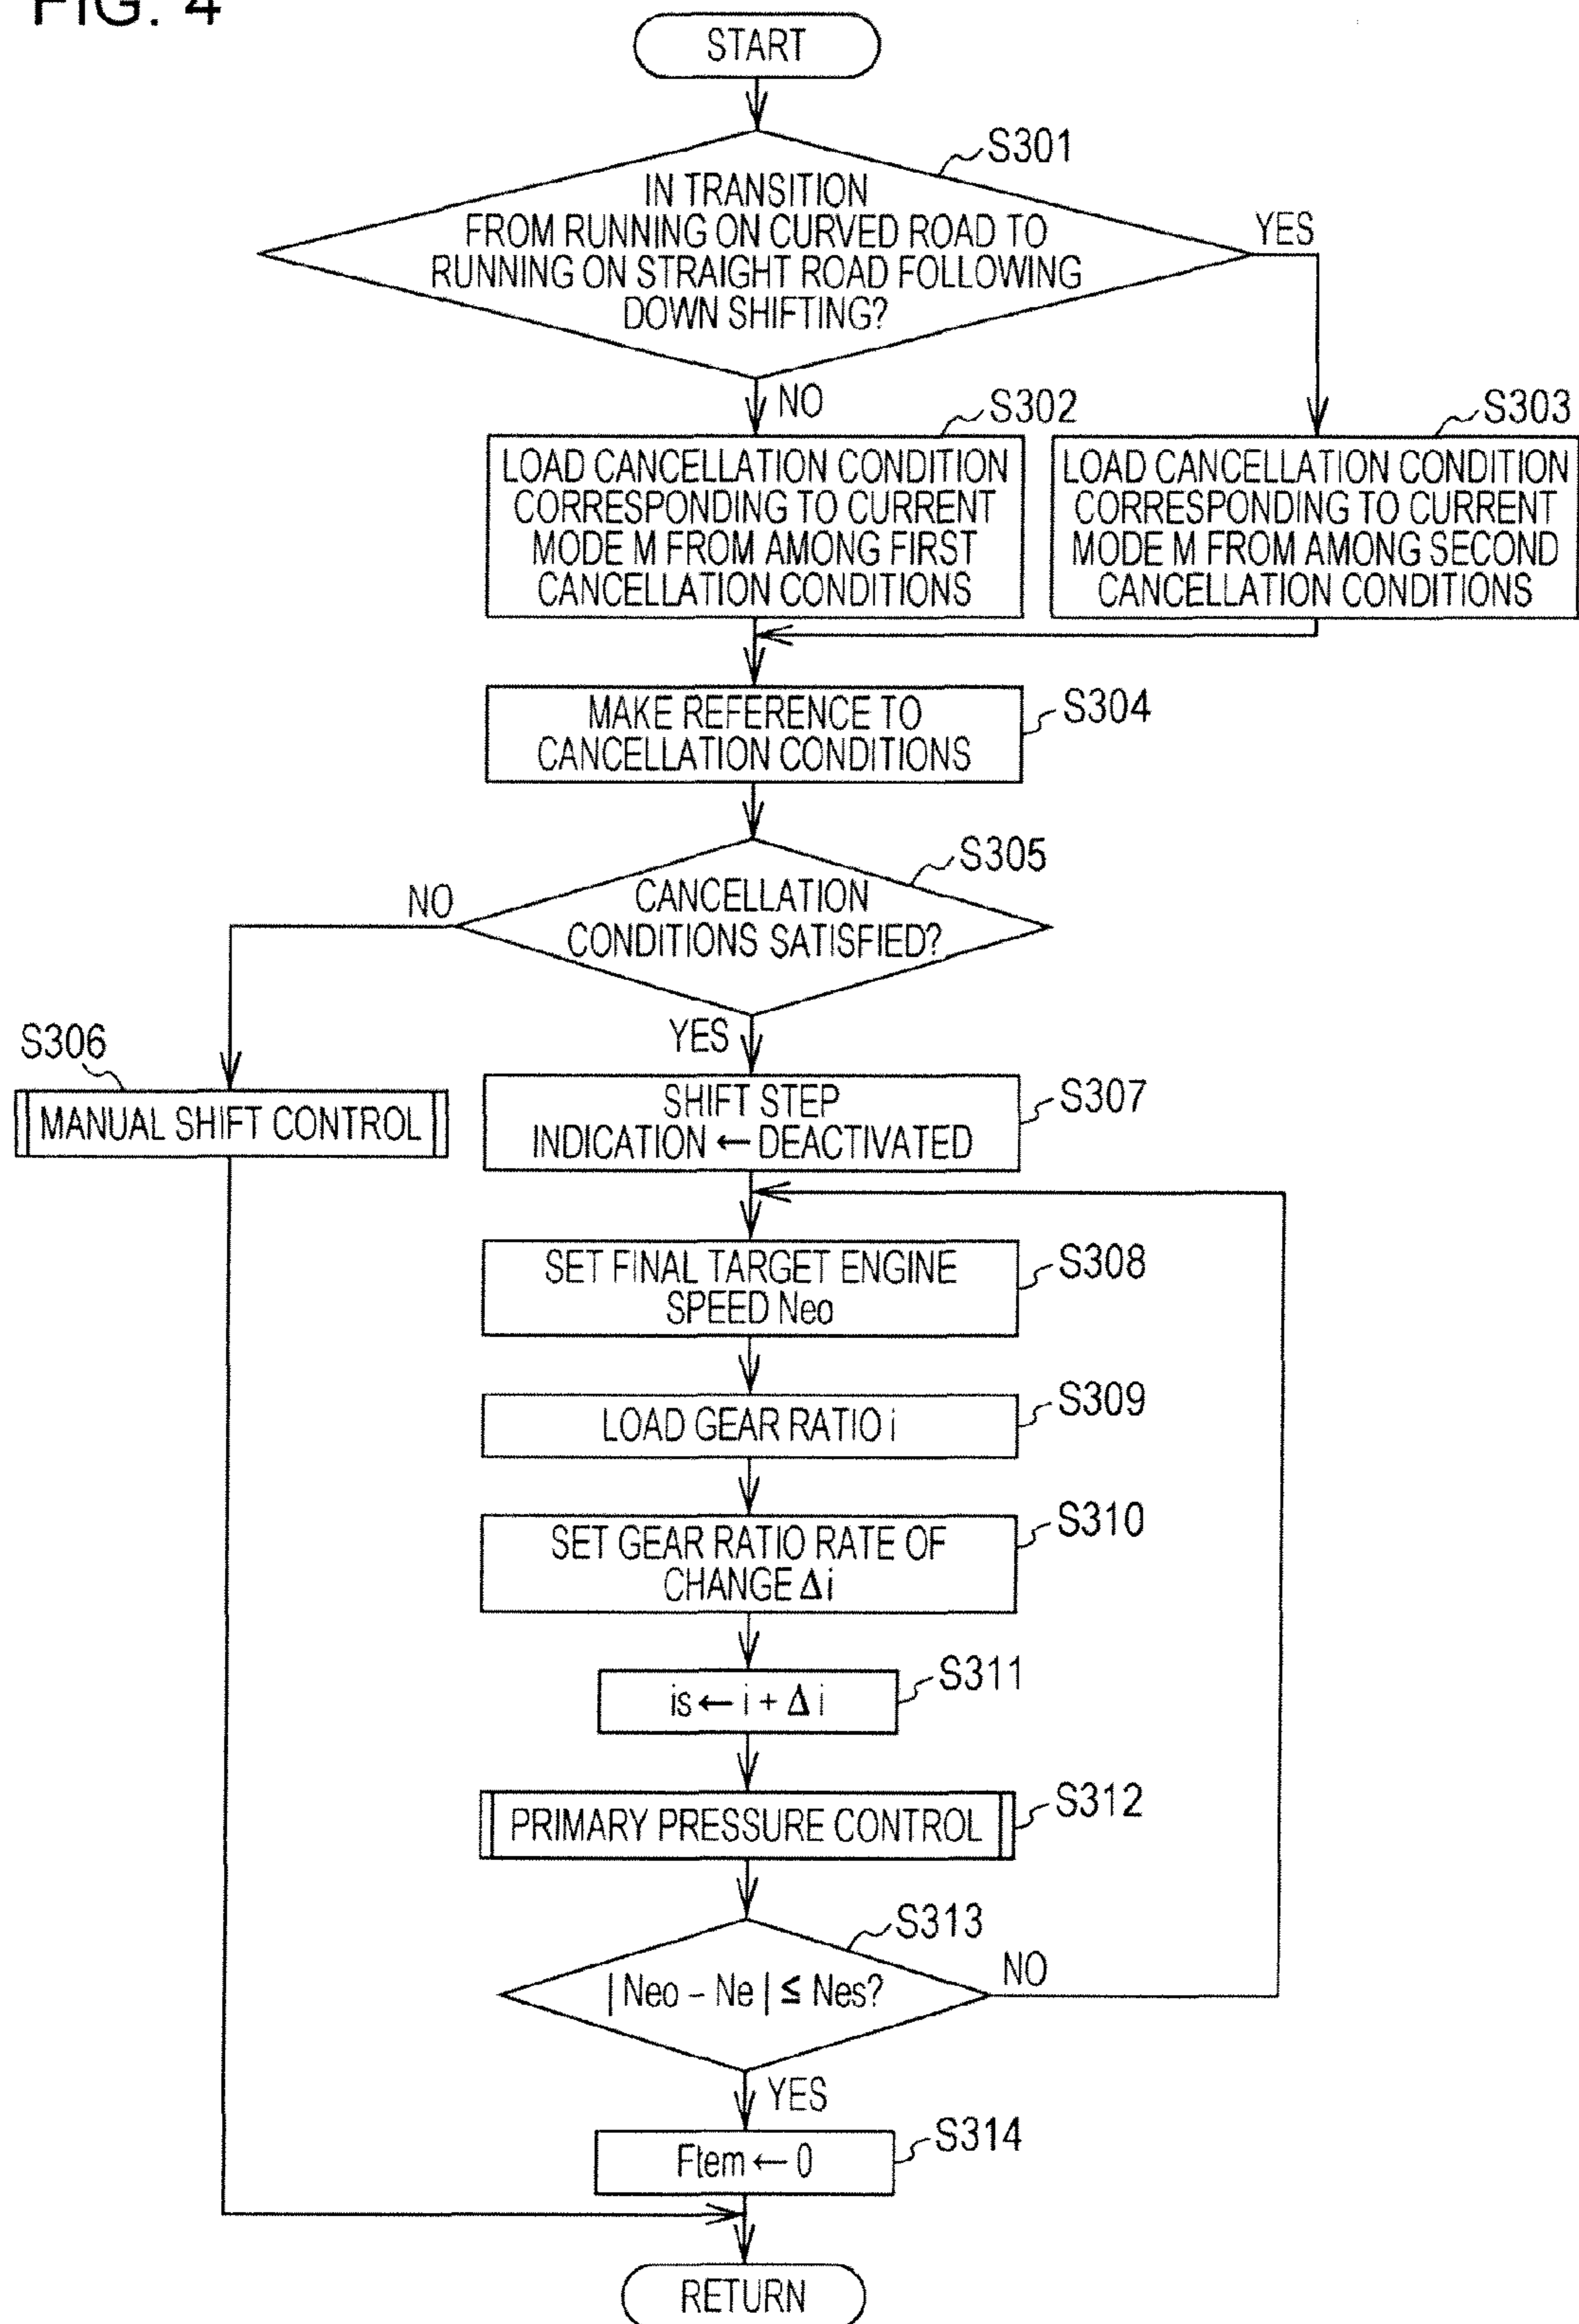 FIG. 4
START
S301
IN TRANSITION
FROM RUNNING ON CURVED ROAD TO
RUNNING ON STRAIGHT ROAD FOLLOWING
DOWN SHIFTING?
YES
NO
S302
LOAD CANCELLATION CONDITION
CORRESPONDING TO CURRENT
MODE M FROM AMONG FIRST
CANCELLATION CONDITIONS
S303
LOAD CANCELLATION CONDITION
CORRESPONDING TO CURRENT
MODE M FROM AMONG SECOND
CANCELLATION CONDITIONS
S304
MAKE REFERENCE TO
CANCELLATION CONDITIONS
S305
CANCELLATION
CONDITIONS SATISFIED?
NO
YES
S306
MANUAL SHIFT CONTROL
S307
SHIFT STEP
INDICATION ← DEACTIVATED
S308
SET FINAL TARGET ENGINE
SPEED Neo
S309
LOAD GEAR RATIO i
S310
SET GEAR RATIO RATE OF
CHANGE Δi
S311
is ← i + Δ i
S312
PRIMARY PRESSURE CONTROL
S313
| Neo – Ne | ≤ Nes?
NO
YES
S314
Ftem ← 0
RETURN